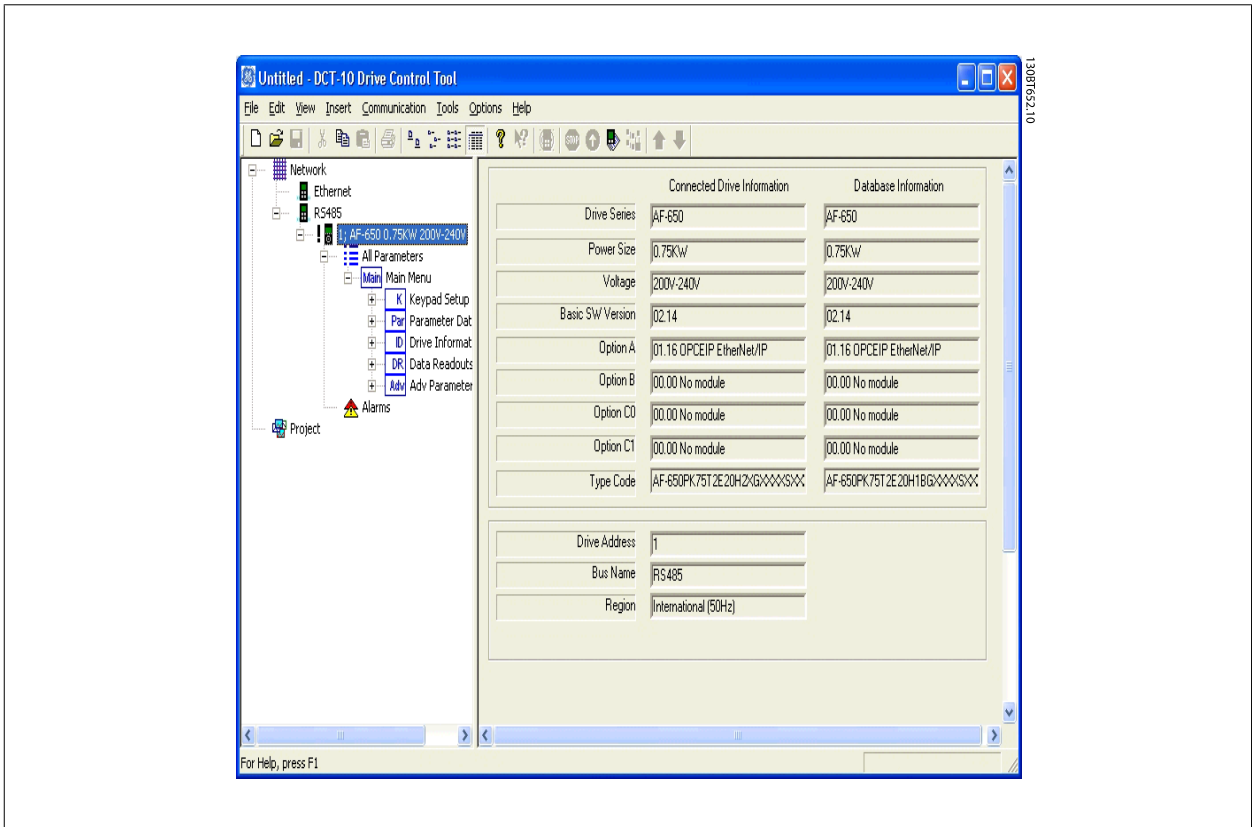 Untitled - DCT-10 Drive Control Tool
File Edit View Insert Communication Tools Options Help
STOP
Network
Ethernet
RS485
1; AF-650 0.75KW 200V-240V
All Parameters
Main Main Menu
K Keypad Setup
Par Parameter Dat
ID Drive Informat
DR Data Readouts
Adv Adv Parameter
Alarms
Project
Connected Drive Information Database Information
Drive Series AF-650 AF-650
Power Size 0.75KW 0.75KW
Voltage 200V-240V 200V-240V
Basic SW Version 02.14 02.14
Option A 01.16 OPCEIP EtherNet/IP 01.16 OPCEIP EtherNet/IP
Option B 00.00 No module 00.00 No module
Option C0 00.00 No module 00.00 No module
Option C1 00.00 No module 00.00 No module
Type Code AF-650PK75T2E20H2XGXXXXSXX AF-650PK75T2E20H1BGXXXXSXX
Drive Address 1
Bus Name RS485
Region International (50Hz)
For Help, press F1
130BT652.10